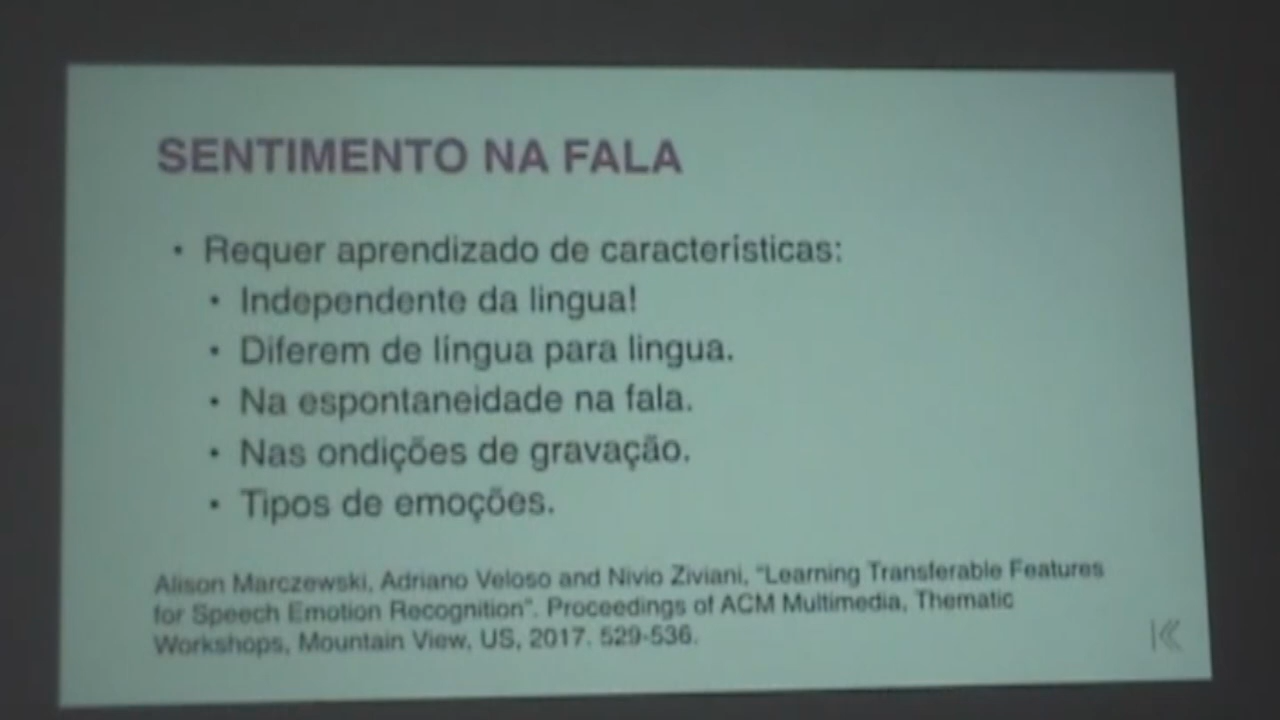 SENTIMENTO NA FALA
• Requer aprendizado de características:
• Independente da lingua!
• Diferem de língua para lingua.
• Na espontaneidade na fala.
• Nas ondições de gravação.
• Tipos de emoções.
Alison Marczewski, Adriano Veloso and Nivio Ziviani, "Learning Transferable Features
for Speech Emotion Recognition". Proceedings of ACM Multimedia, Thematic
Workshops, Mountain View, US, 2017. 529-536.